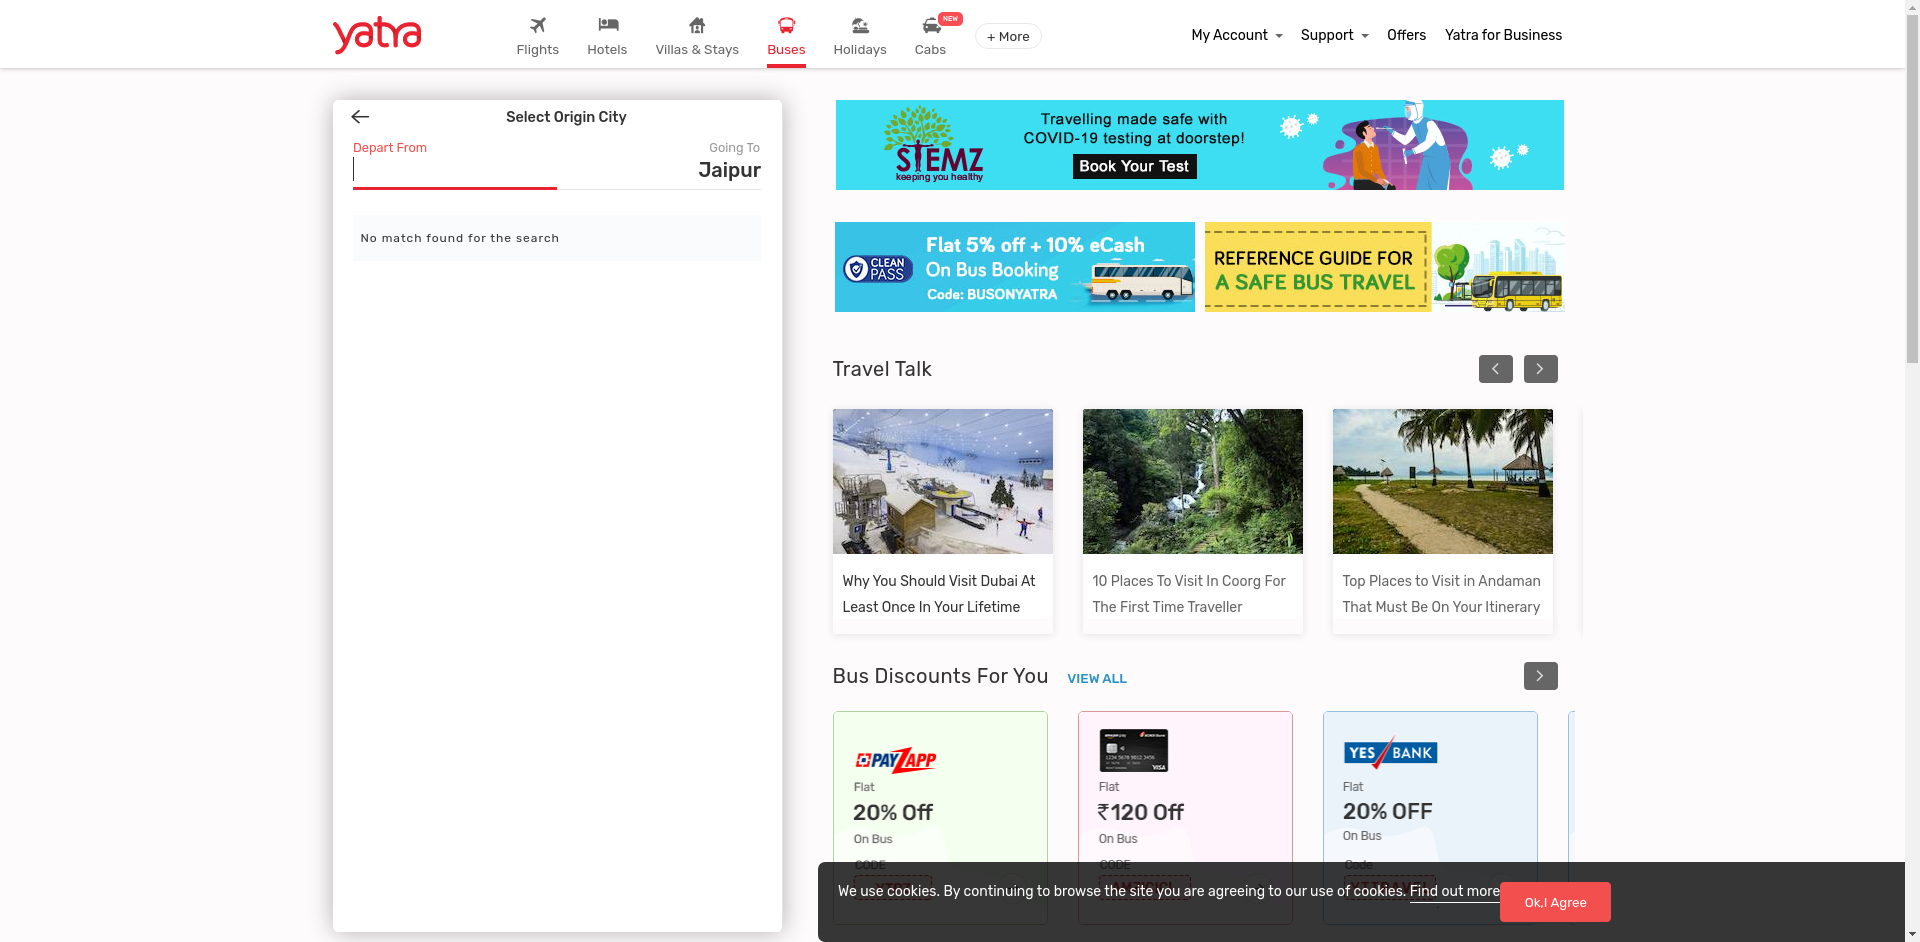 yatra
Flights
Hotels
Villas & Stays
Buses
Holidays
NEW
Cabs
+ More
My Account
Support
Offers
Yatra for Business
Select Origin City
Depart From
Going To
Jaipur
No match found for the search
STEMZ
keeping you healthy
Travelling made safe with
COVID-19 testing at doorstep!
Book Your Test
CLEAN
PASS
Flat 5% off + 10% eCash
On Bus Booking
Code: BUSONYATRA
REFERENCE GUIDE FOR
A SAFE BUS TRAVEL
Travel Talk
Why You Should Visit Dubai At
Least Once In Your Lifetime
10 Places To Visit In Coorg For
The First Time Traveller
Top Places to Visit in Andaman
That Must Be On Your Itinerary
Bus Discounts For You
VIEW ALL
PAYZAPP
Flat
20% Off
On Bus
CODE
VISA
Flat
₹120 Off
On Bus
CODE
YES BANK
Flat
20% OFF
On Bus
Code
We use cookies. By continuing to browse the site you are agreeing to our use of cookies. Find out more
Ok,I Agree